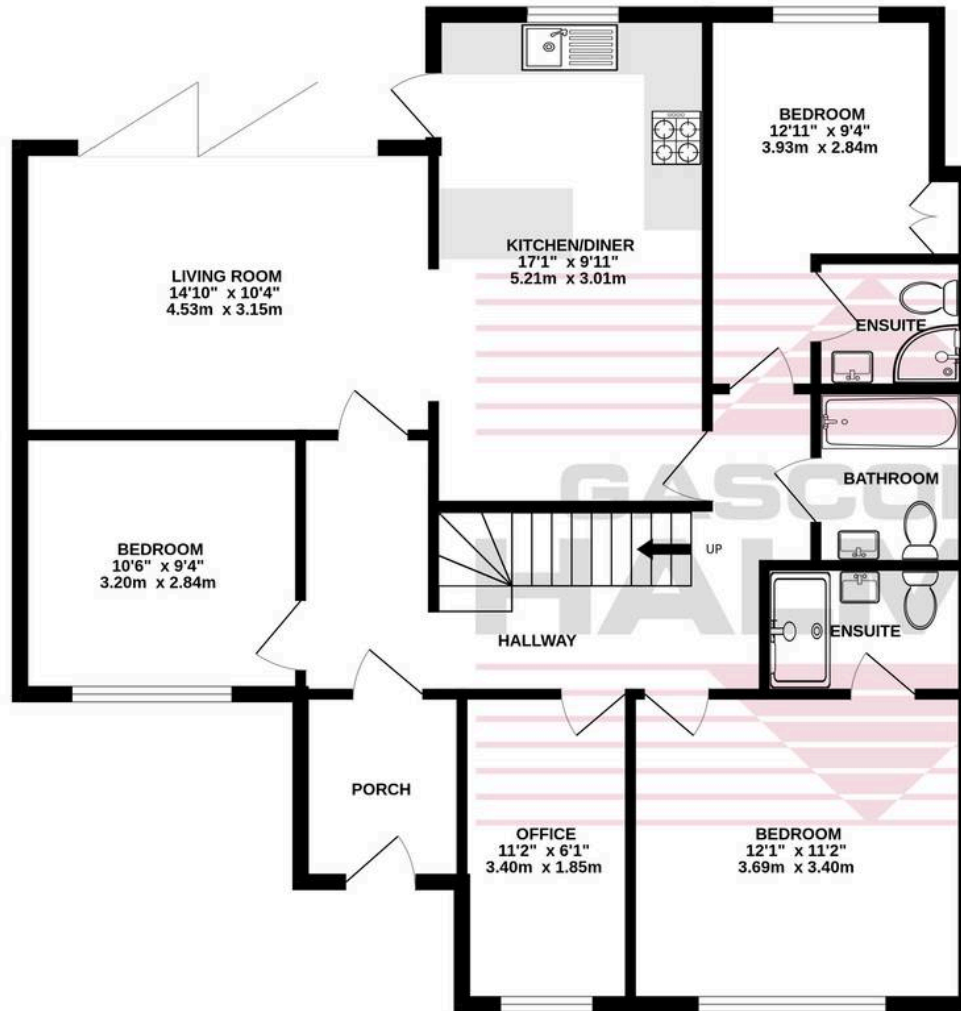 BEDROOM
12'11" x 9'4"
3.93m x 2.84m
KITCHEN/DINER
17'1" x 9'11"
5.21m x 3.01m
LIVING ROOM
14'10" x 10'4"
4.53m x 3.15m
ENSUITE
BATHROOM
BEDROOM
10'6" x 9'4"
3.20m x 2.84m
UP
HALLWAY
ENSUITE
PORCH
OFFICE
11'2" x 6'1"
3.40m x 1.85m
BEDROOM
12'1" x 11'2"
3.69m x 3.40m